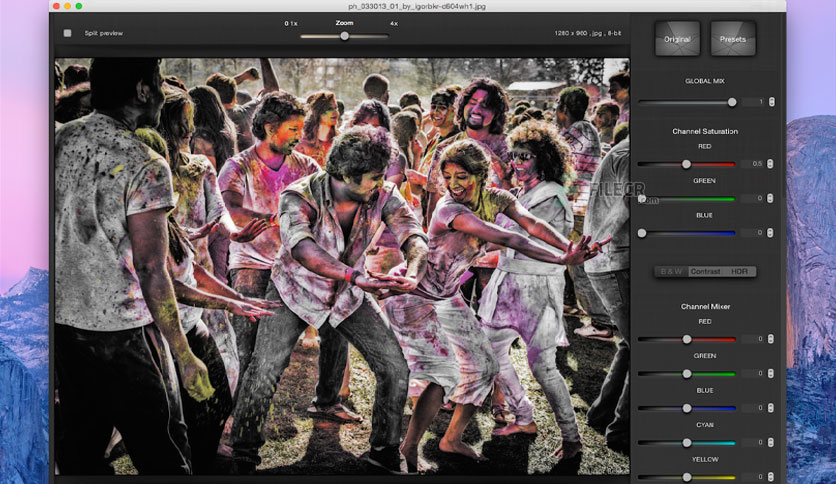 ph_033013_01_by_igorbkr-d604wh1.jpg
Split preview
0.1x
Zoom
4x
1280 x 960 , jpg , 8-bit
Original
Presets
GLOBAL MIX
1
Channel Saturation
RED
0.5
GREEN
0
BLUE
0
FILECR
.com
B & W
Contrast
HDR
Channel Mixer
RED
0
GREEN
0
BLUE
0
CYAN
0
YELLOW
0